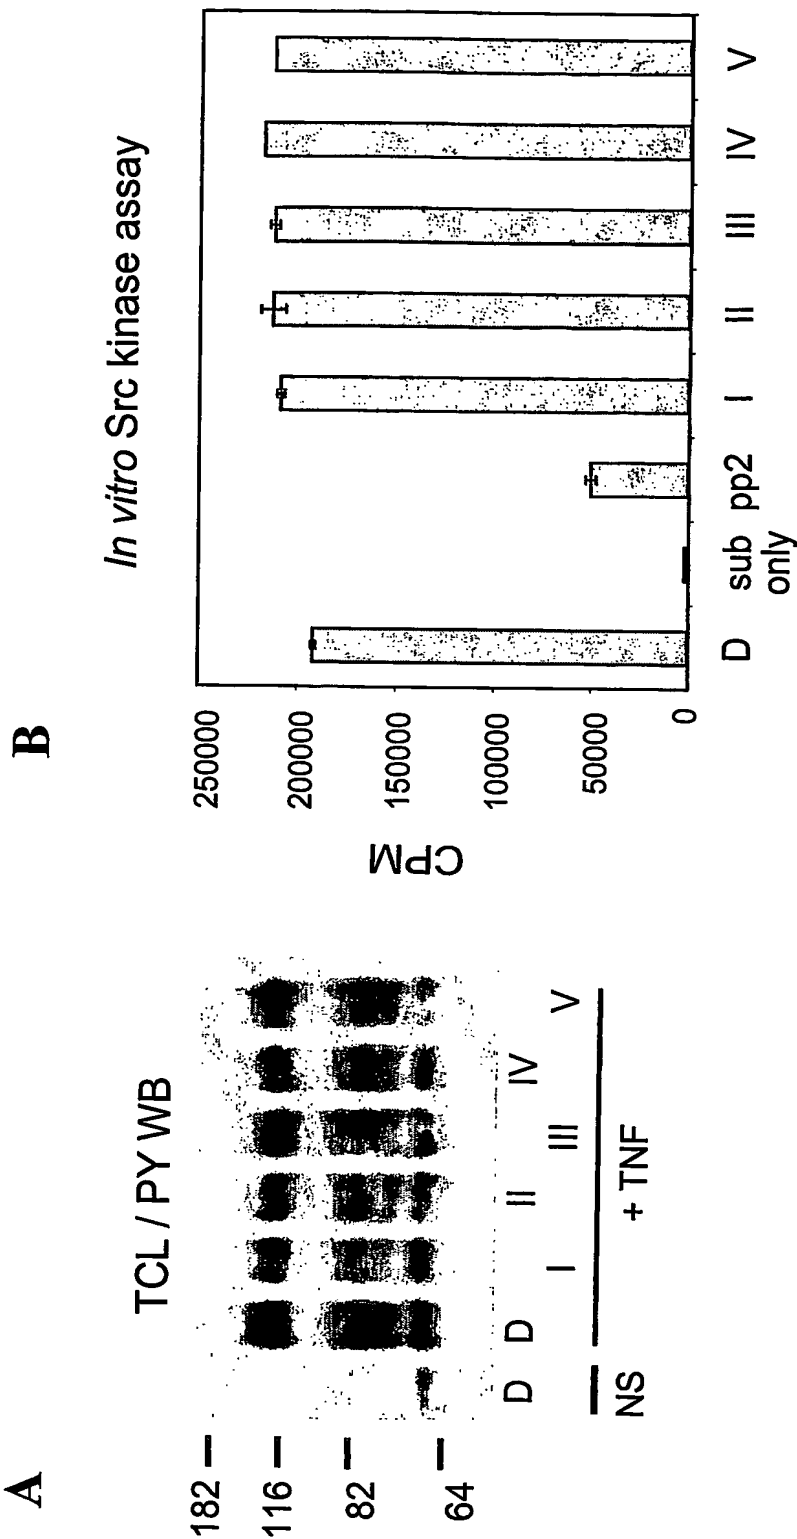 A
TCL / PY WB
182
116
82
64
D D I II III IV V
NS + TNF
B
In vitro Src kinase assay
CPM
250000
200000
150000
100000
50000
0
D sub pp2 I II III IV V
only